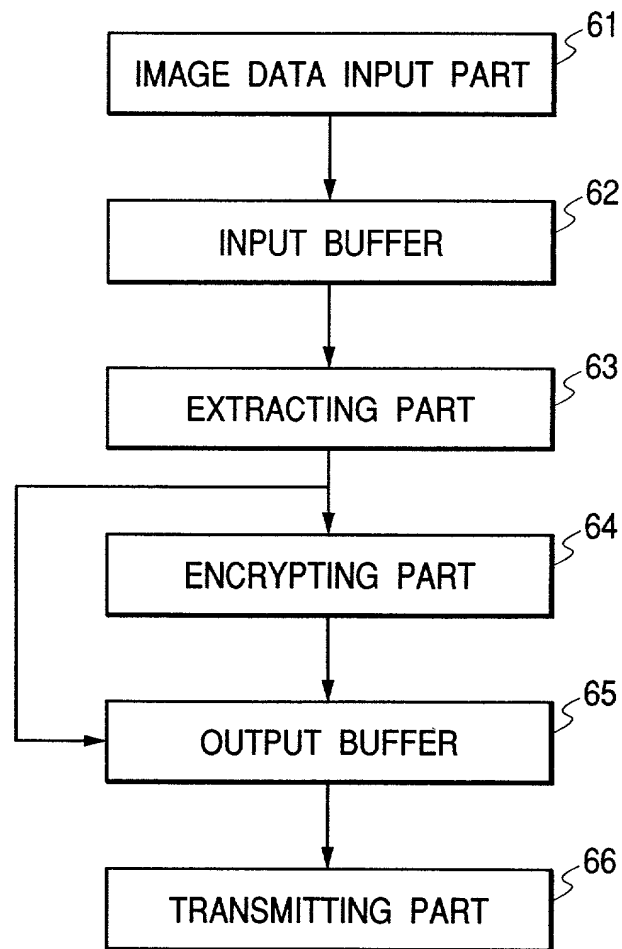 61
IMAGE DATA INPUT PART
62
INPUT BUFFER
63
EXTRACTING PART
64
ENCRYPTING PART
65
OUTPUT BUFFER
66
TRANSMITTING PART